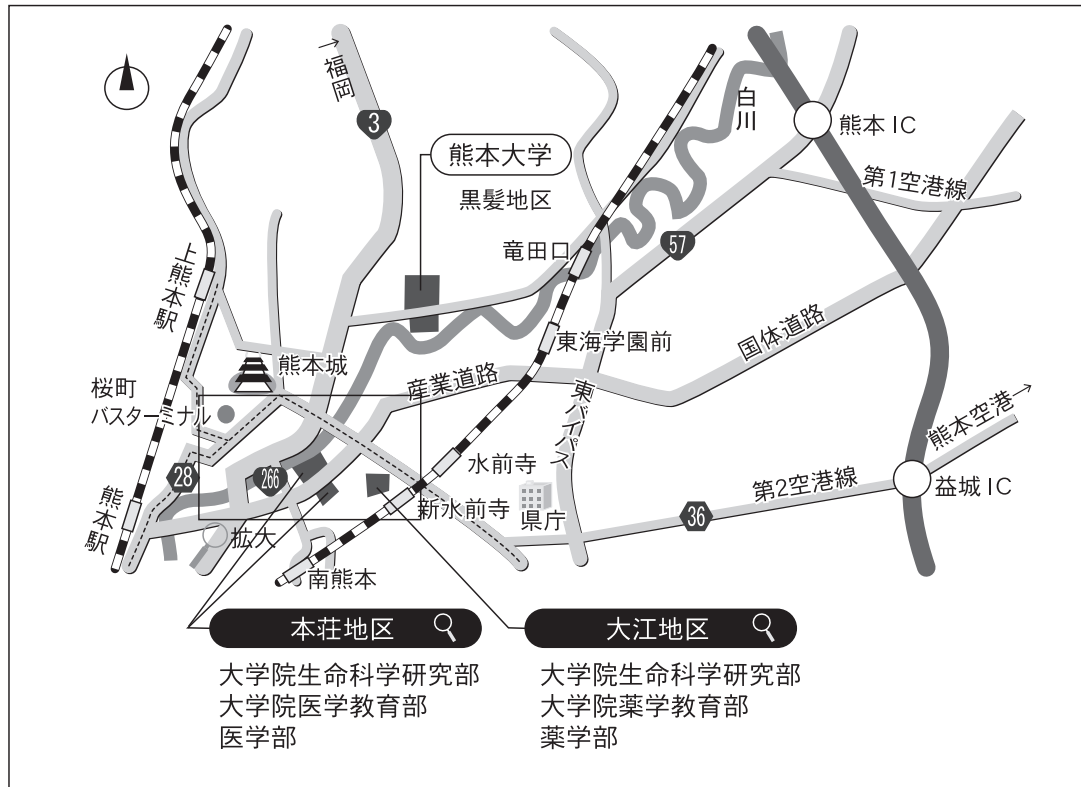 →福岡
3
白川
熊本IC
熊本大学
黒髪地区
第1空港線
竜田口
57
上熊本駅
国体道路
東海学園前
熊本城
産業道路
桜町
バスターミナル
東バイパス
熊本空港→
水前寺
28
266
第2空港線
益城IC
新水前寺
県庁
36
熊本駅
拡大
南熊本
本荘地区
大学院生命科学研究部
大学院医学教育部
医学部
大江地区
大学院生命科学研究部
大学院薬学教育部
薬学部